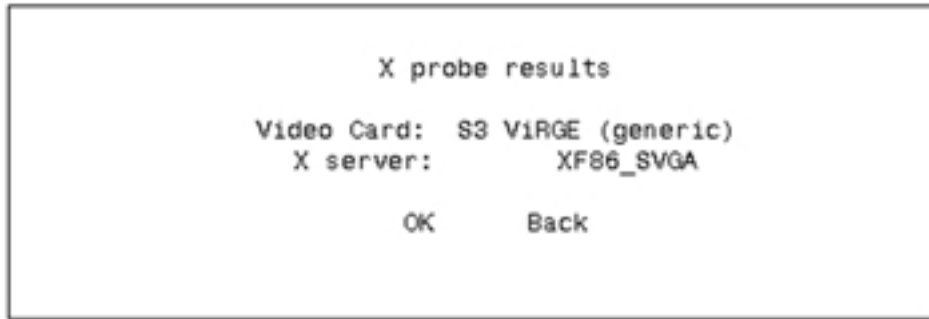 X probe results
Video Card: S3 ViRGE (generic)
X server: XF86_SVGA
OK Back